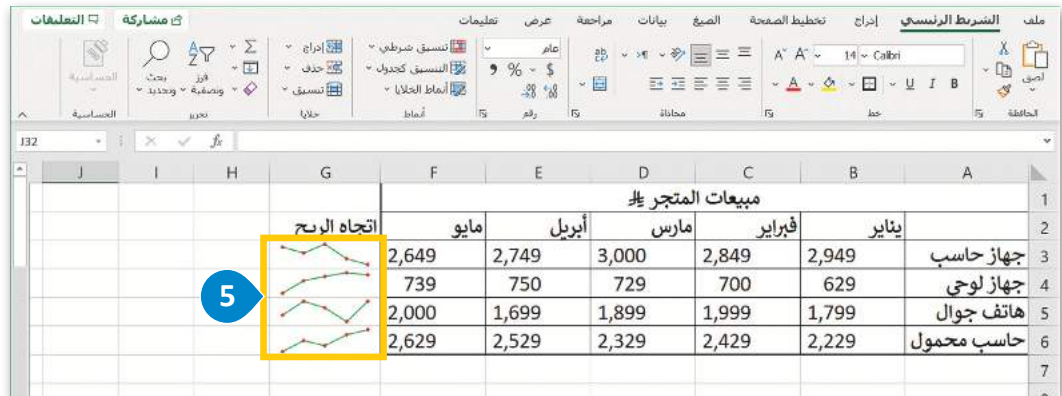 ملف الشريط الرئيسي إدراج تخطيط الصفحة الصيغ بيانات مراجعة عرض تعليمات مشاركة التعليقات
لصق Calibri 14 A^ A˅ ab عام تنسيق شرطي إدراج Σ
B I U A $ % 9 التنسيق كجدول حذف فرز وتصفية بحث وتحديد الحساسية
أنماط الخلايا تنسيق
الحافظة خط محاذاة رقم أنماط خلايا تحرير الحساسية
J32 fx
A B C D E F G H I J
1 مبيعات المتجر
2 يناير فبراير مارس أبريل مايو اتجاه الربح
3 جهاز حاسب 2,949 2,849 3,000 2,749 2,649
4 جهاز لوحي 629 700 729 750 739
5 هاتف جوال 1,799 1,999 1,899 1,699 2,000
6 حاسب محمول 2,229 2,429 2,329 2,529 2,629
7
5